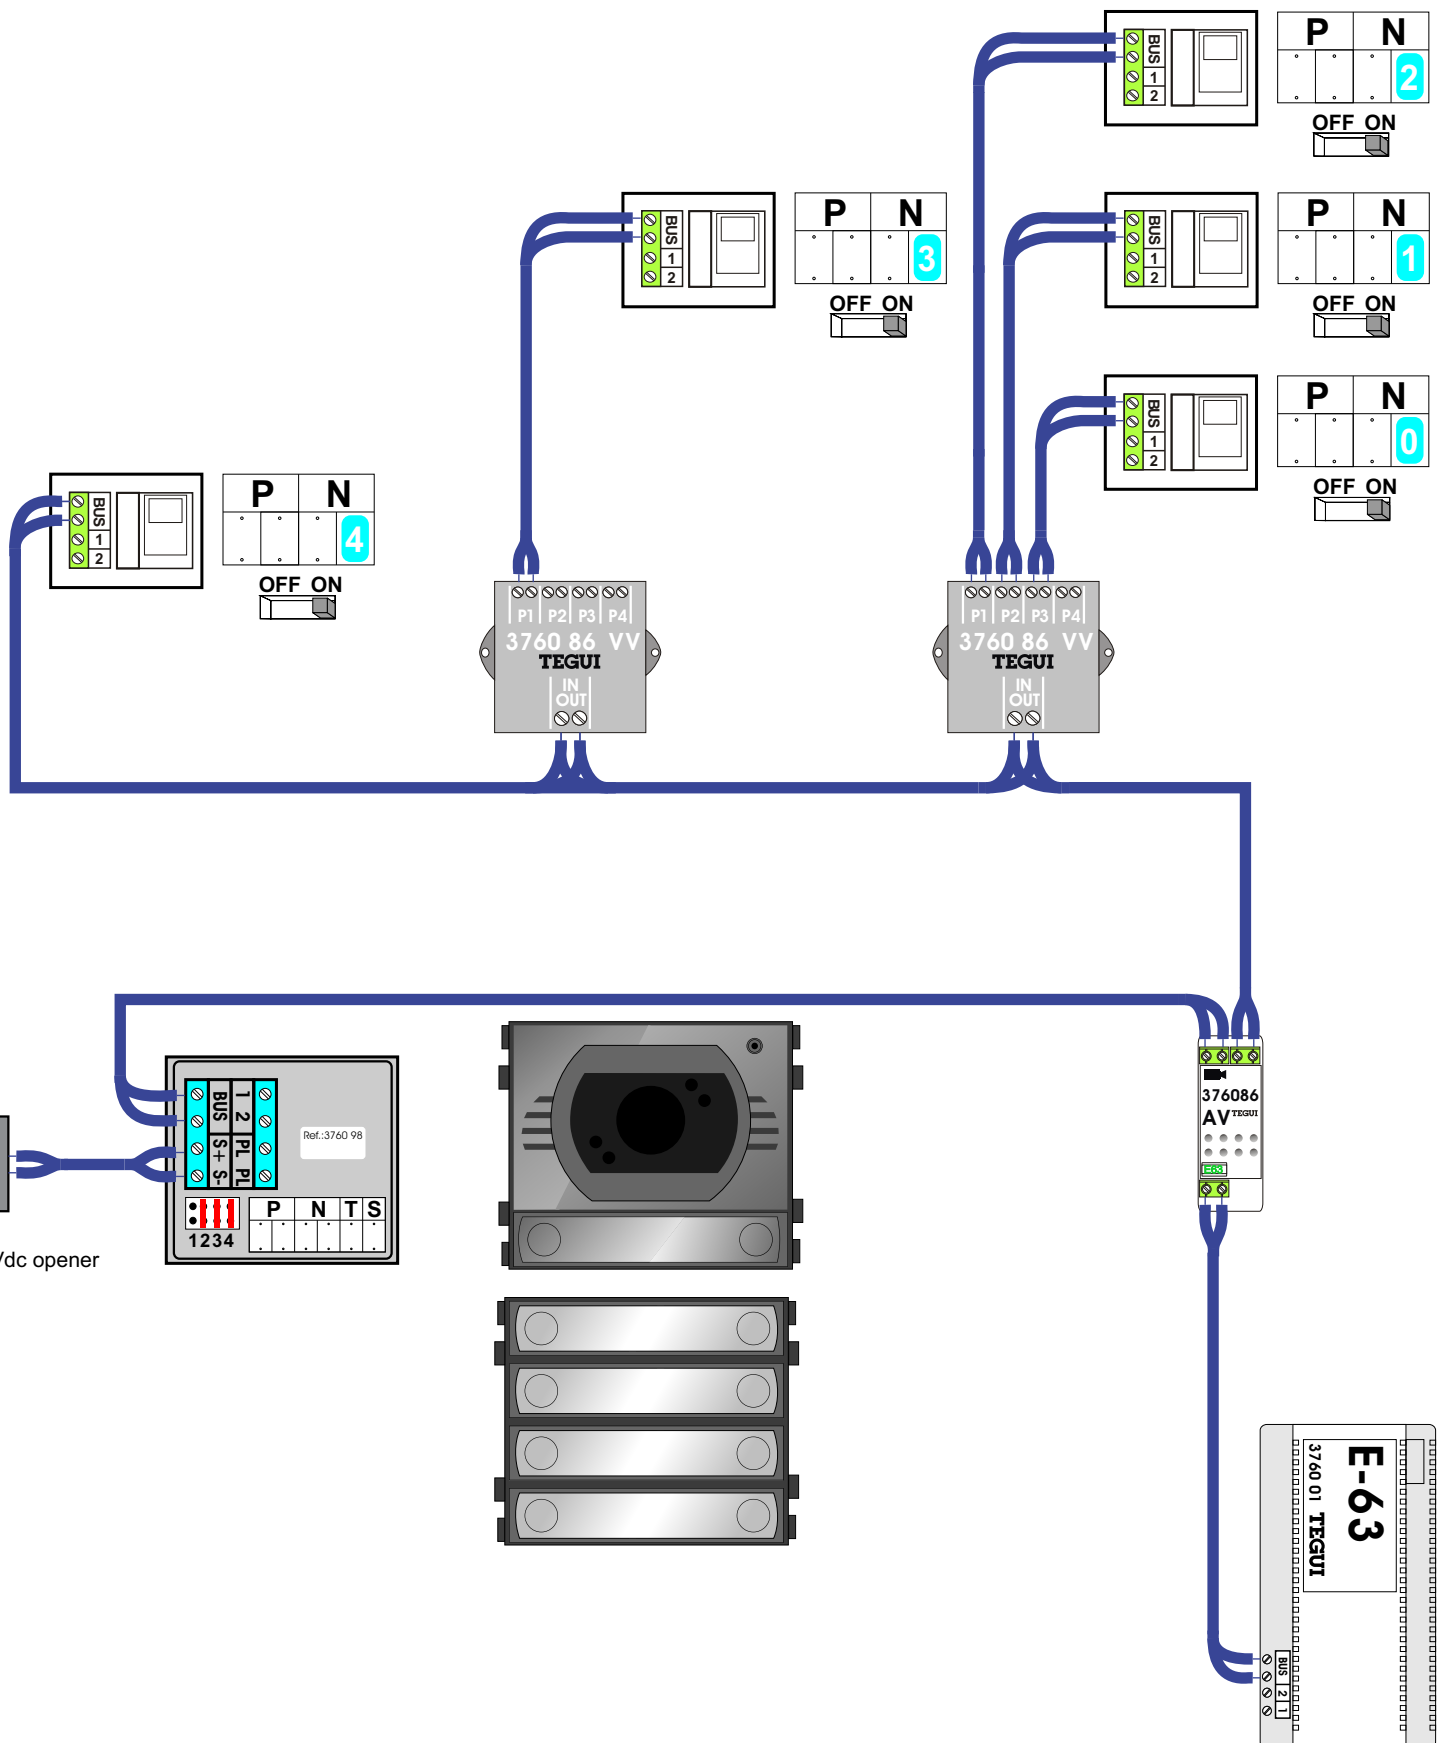 BUS
1
2
P N
2
OFF ON
BUS
1
2
P N
3
OFF ON
BUS
1
2
P N
1
OFF ON
BUS
1
2
P N
0
OFF ON
BUS
1
2
P N
4
OFF ON
P1 P2 P3 P4
3760 86 VV
TEGUI
IN
OUT
P1 P2 P3 P4
3760 86 VV
TEGUI
IN
OUT
376086
AV TEGUI
E63
BUS 1 2
S+ S- PL PL
Ref.:3760 98
1234
P N T S
Vdc opener
E-63
3760 01 TEGUI
BUS 2 1